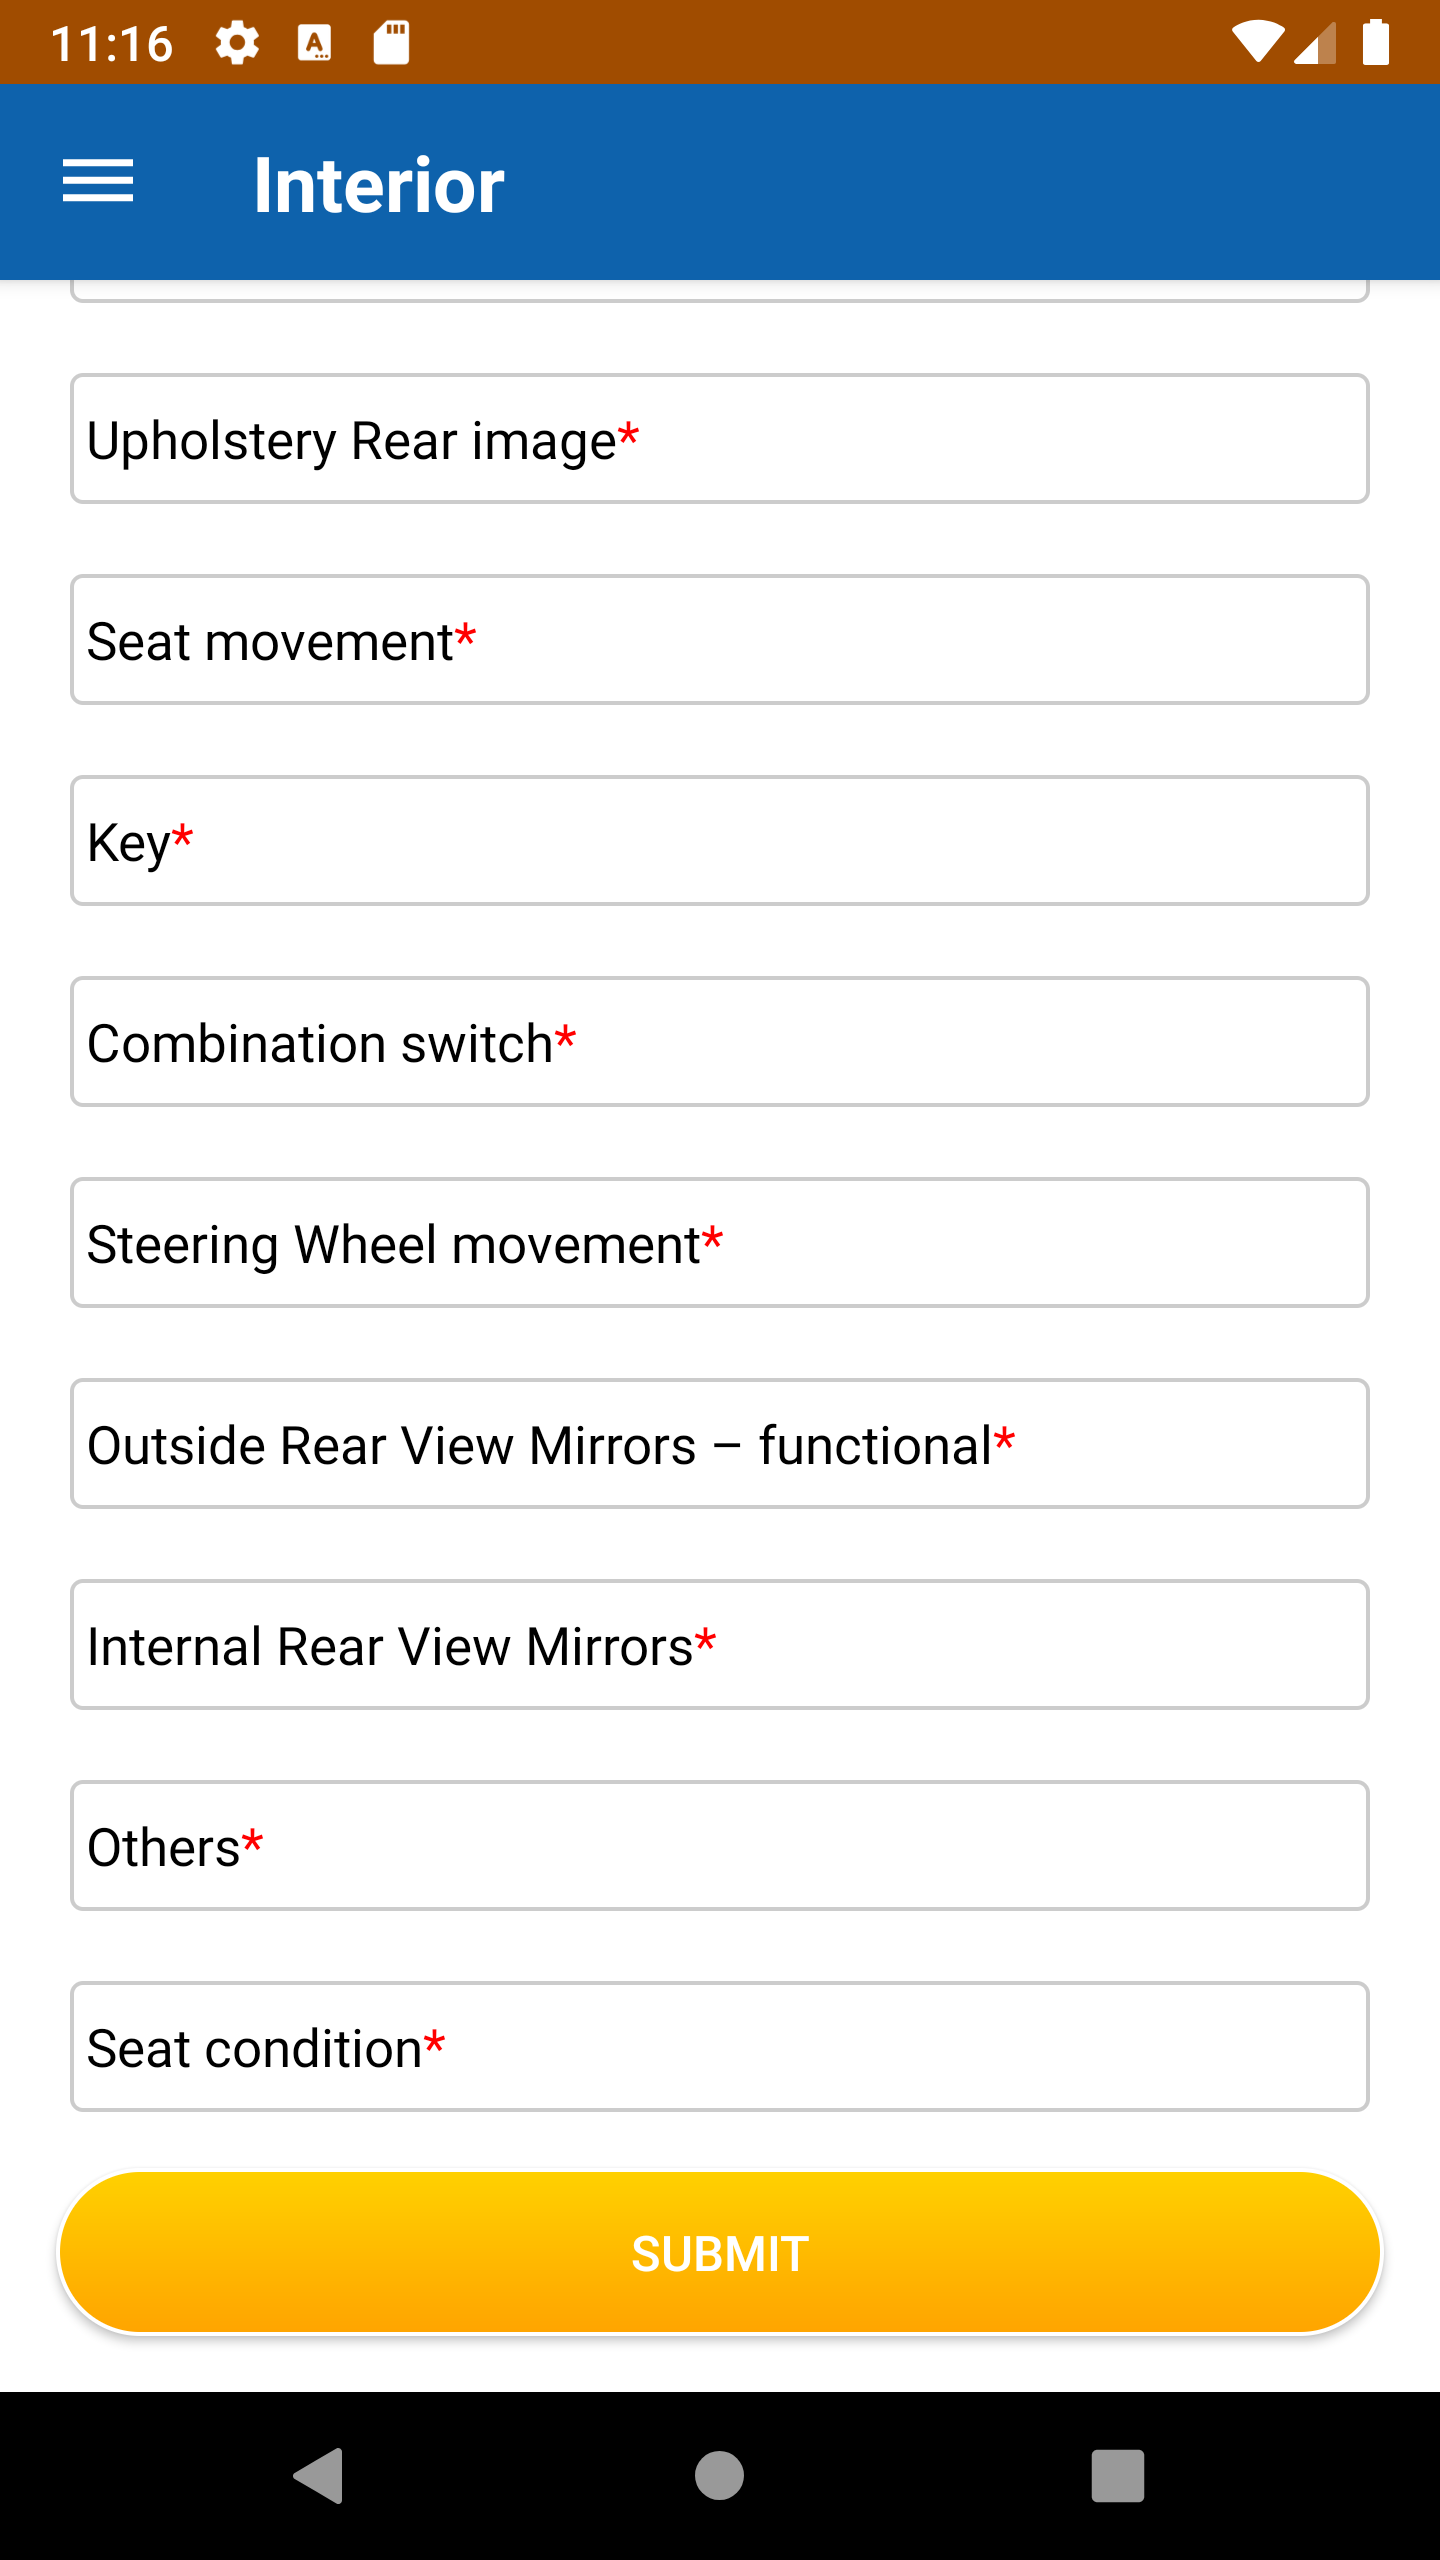 11:16
Interior
Upholstery Rear image*
Seat movement*
Key*
Combination switch*
Steering Wheel movement*
Outside Rear View Mirrors – functional*
Internal Rear View Mirrors*
Others*
Seat condition*
SUBMIT